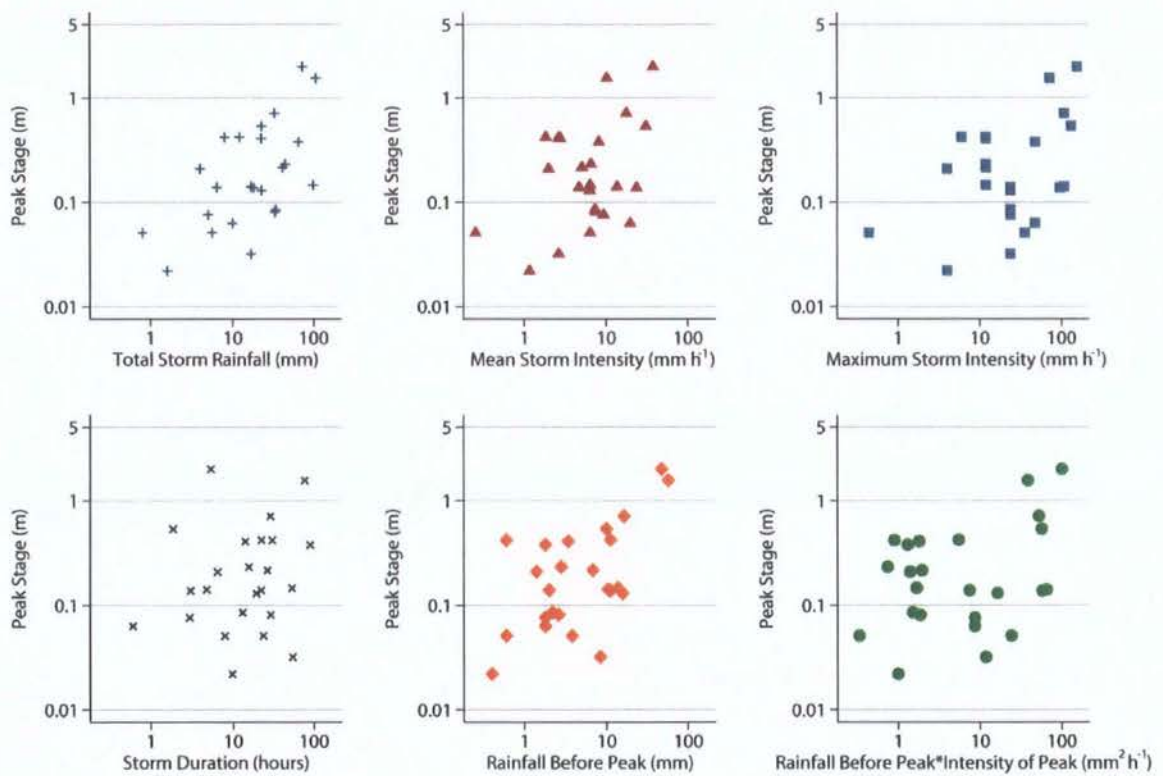 Peak Stage (m)
5
1
0.1
0.01
1 10 100
Total Storm Rainfall (mm)
Peak Stage (m)
5
1
0.1
0.01
1 10 100
Mean Storm Intensity (mm h⁻¹)
Peak Stage (m)
5
1
0.1
0.01
1 10 100
Maximum Storm Intensity (mm h⁻¹)
Peak Stage (m)
5
1
0.1
0.01
1 10 100
Storm Duration (hours)
Peak Stage (m)
5
1
0.1
0.01
1 10 100
Rainfall Before Peak (mm)
Peak Stage (m)
5
1
0.1
0.01
1 10 100
Rainfall Before Peak*Intensity of Peak (mm² h⁻¹)